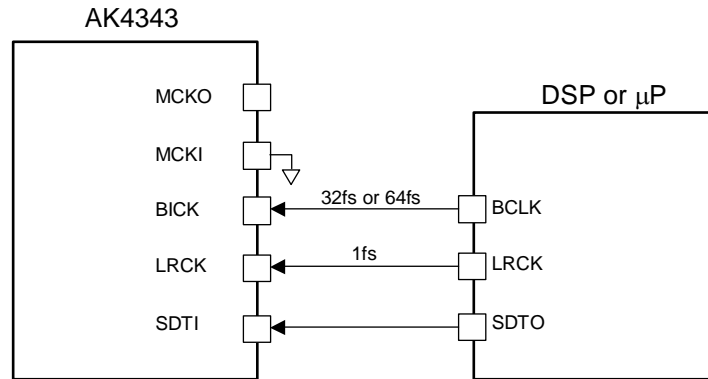 AK4343
DSP or μP
MCKO
MCKI
BICK
32fs or 64fs
BCLK
LRCK
1fs
LRCK
SDTI
SDTO